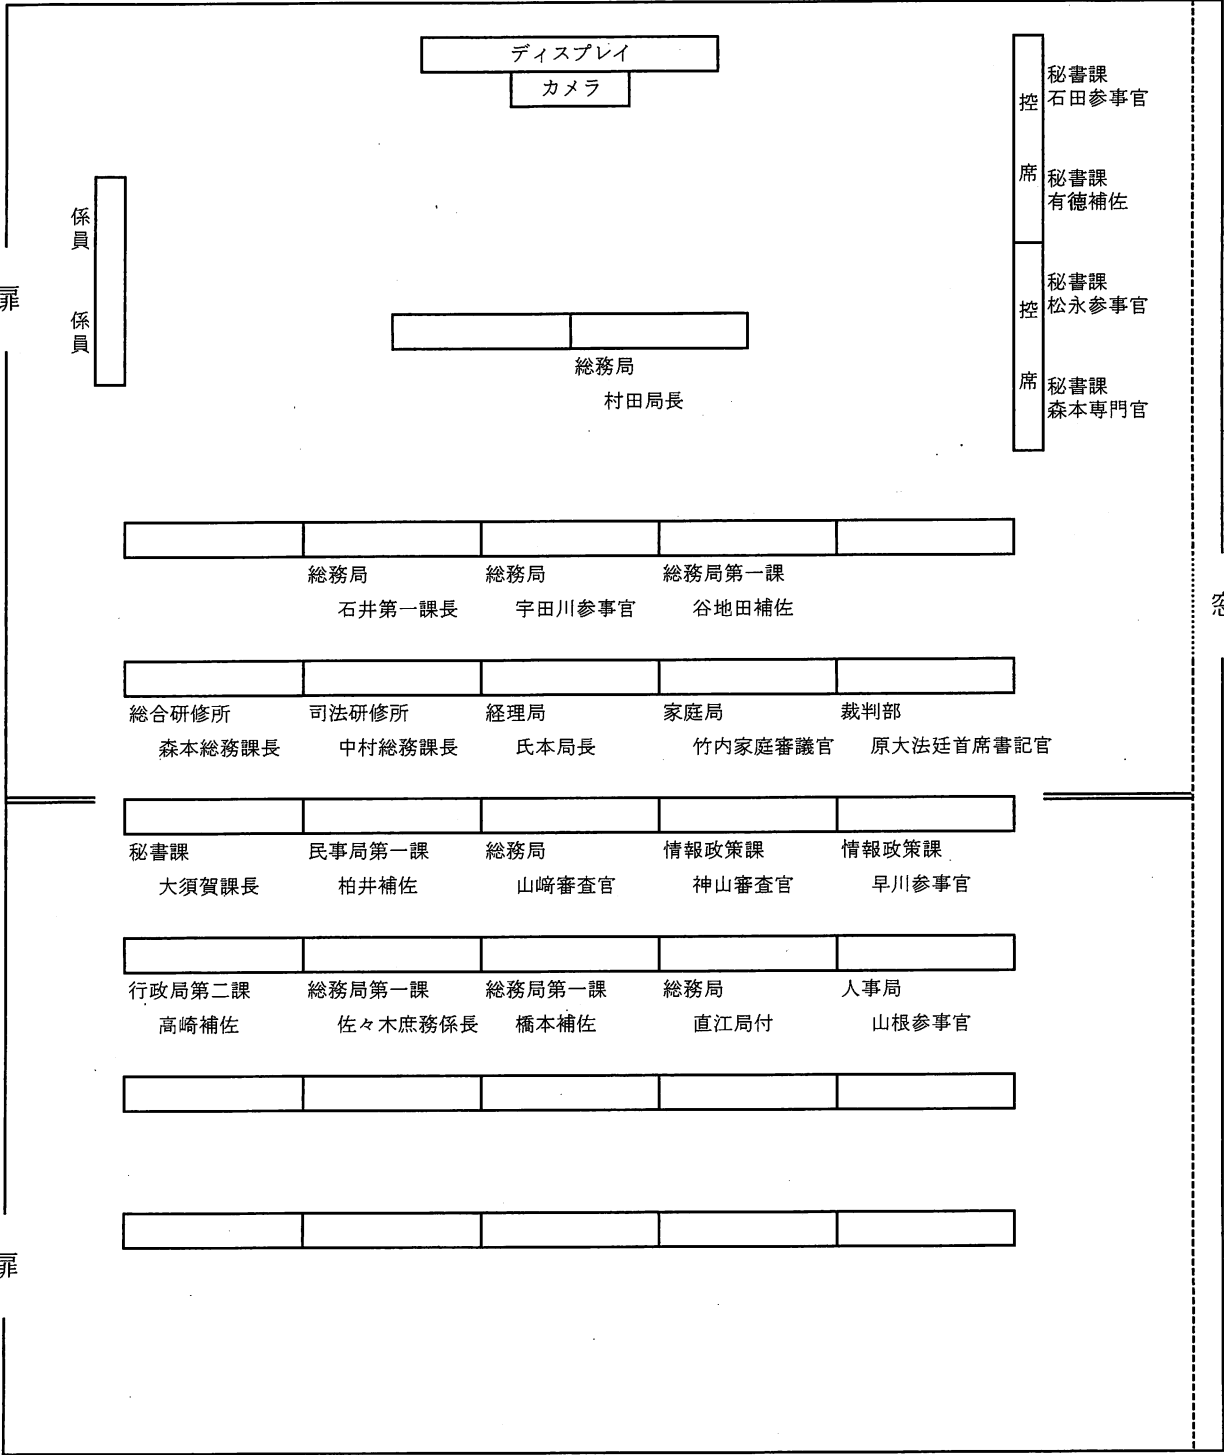 ディスプレイ
カメラ
控席
秘書課
石田参事官
秘書課
有德補佐
控席
秘書課
松永参事官
秘書課
森本専門官
係員
係員
扉
総務局
村田局長
総務局
石井第一課長
総務局
宇田川参事官
総務局第一課
谷地田補佐
窓
総合研修所
森本総務課長
司法研修所
中村総務課長
経理局
氏本局長
家庭局
竹内家庭審議官
裁判部
原大法廷首席書記官
秘書課
大須賀課長
民事局第一課
柏井補佐
総務局
山﨑審査官
情報政策課
神山審査官
情報政策課
早川参事官
行政局第二課
高崎補佐
総務局第一課
佐々木庶務係長
総務局第一課
橋本補佐
総務局
直江局付
人事局
山根参事官
扉